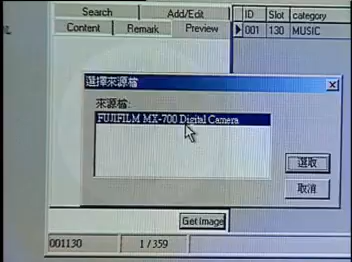 Search Add/Edit
Content Remark Preview
ID Slot category
001 130 MUSIC
選擇來源檔
來源檔:
FUJIFILM MX-700 Digital Camera
選取
取消
Get Image
001130 1 / 359